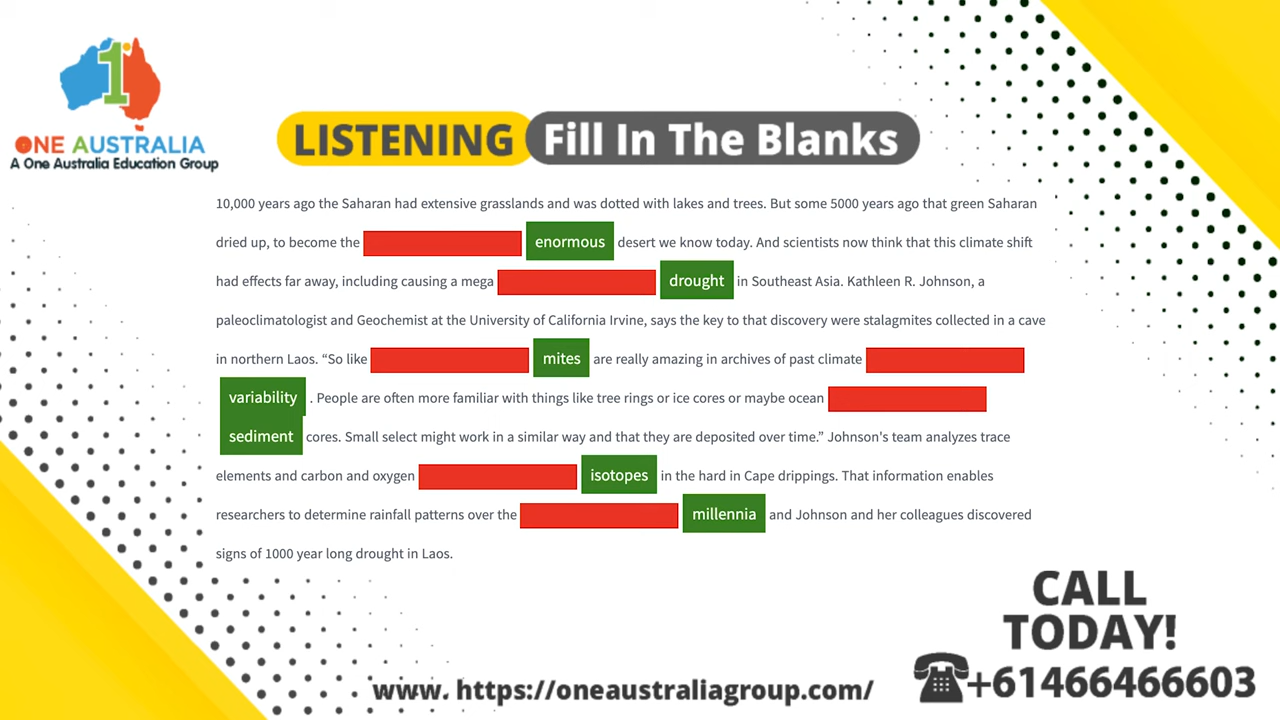 1
ONE AUSTRALIA
A One Australia Education Group
LISTENING Fill In The Blanks
10,000 years ago the Saharan had extensive grasslands and was dotted with lakes and trees. But some 5000 years ago that green Saharan
dried up, to become the enormous desert we know today. And scientists now think that this climate shift
had effects far away, including causing a mega drought in Southeast Asia. Kathleen R. Johnson, a
paleoclimatologist and Geochemist at the University of California Irvine, says the key to that discovery were stalagmites collected in a cave
in northern Laos. “So like mites are really amazing in archives of past climate
variability . People are often more familiar with things like tree rings or ice cores or maybe ocean
sediment cores. Small select might work in a similar way and that they are deposited over time.” Johnson's team analyzes trace
elements and carbon and oxygen isotopes in the hard in Cape drippings. That information enables
researchers to determine rainfall patterns over the millennia and Johnson and her colleagues discovered
signs of 1000 year long drought in Laos.
CALL
TODAY!
+61466466603
www. https://oneaustraliagroup.com/